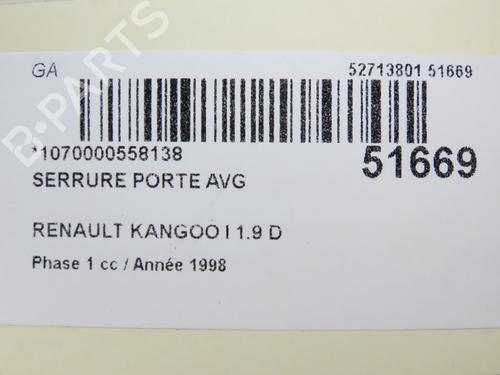 GA 52713801 51669
*1070000558138 51669
SERRURE PORTE AVG
RENAULT KANGOO I 1.9 D
Phase 1 cc / Année 1998
B-PARTS